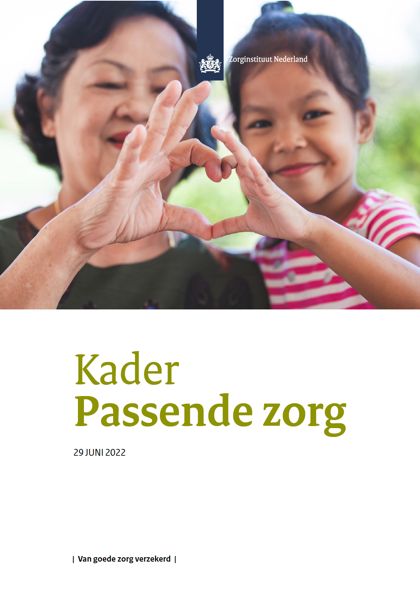 Zorginstituut Nederland
Kader
Passende zorg
29 JUNI 2022
| Van goede zorg verzekerd |